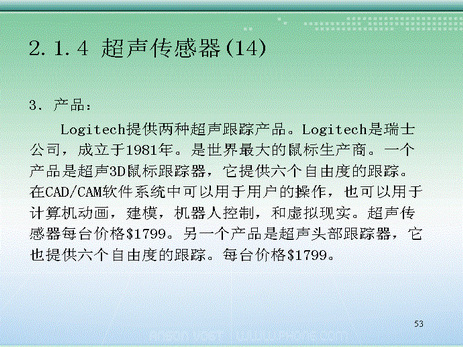 2.1.4 超声传感器(14)
3．产品：
Logitech提供两种超声跟踪产品。Logitech是瑞士
公司，成立于1981年。是世界最大的鼠标生产商。一个
产品是超声3D鼠标跟踪器，它提供六个自由度的跟踪。
在CAD/CAM软件系统中可以用于用户的操作，也可以用于
计算机动画，建模，机器人控制，和虚拟现实。超声传
感器每台价格$1799。另一个产品是超声头部跟踪器，它
也提供六个自由度的跟踪。每台价格$1799。
53